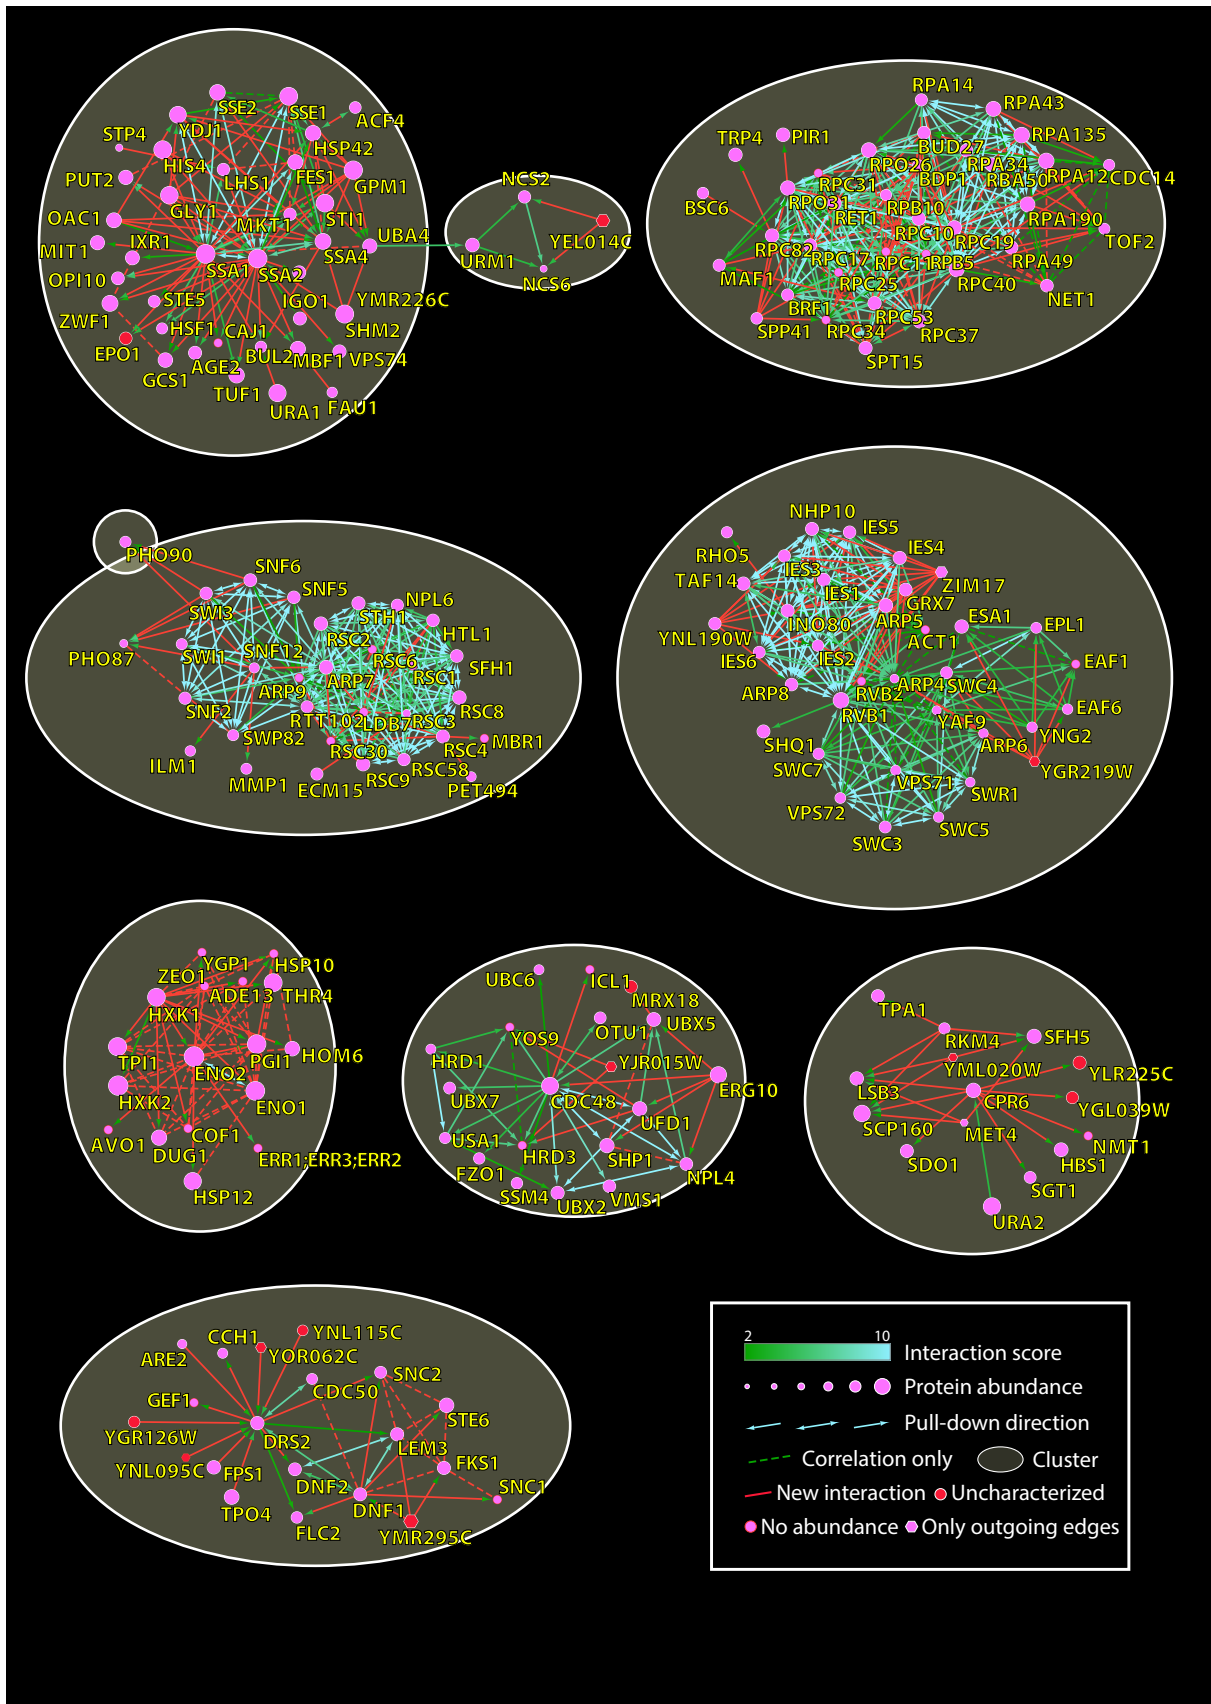 SSE2
SSE1
ACF4
STP4
YDJ1
HSP42
HIS4
LHS1
FES1
PUT2
GPM1
GLY1
OAC1
MKT1
STI1
IXR1
UBA4
MIT1
SSA1
SSA2
SSA4
OPI10
STE5
IGO1
YMR226C
ZWF1
HSF1
CAJ1
SHM2
EPO1
AGE2
BUL2
MBF1
VPS74
GCS1
TUF1
URA1
FAU1
NCS2
YEL014C
URM1
NCS6
RPA14
RPA43
TRP4
PIR1
BUD27
RPA135
RPO26
RPA34
BSC6
RPC31
BDP1
RBA50
RPA12
CDC14
RPO31
RET1
RPB10
RPA190
RPC10
RPC82
RPC19
TOF2
RPC17
RPC11
RPB5
RPA49
MAF1
RPC25
RPC40
NET1
BRF1
RPC53
SPP41
RPC34
RPC37
SPT15
PHO90
SNF6
SNF5
SWI3
NPL6
STH1
RSC2
HTL1
PHO87
SWI1
SNF12
RSC6
SFH1
ARP7
RSC1
ARP9
SNF2
RTT102
LDB7
RSC3
RSC8
SWP82
RSC30
RSC4
MBR1
ILM1
RSC58
MMP1
ECM15
RSC9
PET494
NHP10
IES5
RHO5
IES4
IES3
TAF14
ZIM17
IES1
GRX7
YNL190W
INO80
ARP5
ESA1
EPL1
ACT1
IES6
IES2
EAF1
ARP8
RVB2
ARP4
SWC4
RVB1
YAF9
EAF6
SHQ1
ARP6
YNG2
SWC7
YGR219W
VPS71
SWR1
VPS72
SWC5
SWC3
YGP1
HSP10
ZEO1
ADE13
THR4
HXK1
TPI1
PGI1
HOM6
ENO2
HXK2
ENO1
AVO1
COF1
DUG1
ERR1;ERR3;ERR2
HSP12
UBC6
ICL1
MRX18
OTU1
UBX5
YOS9
HRD1
YJR015W
ERG10
UBX7
CDC48
UFD1
USA1
HRD3
SHP1
FZO1
NPL4
SSM4
UBX2
VMS1
TPA1
RKM4
SFH5
YML020W
YLR225C
LSB3
CPR6
YGL039W
SCP160
MET4
NMT1
SDO1
HBS1
SGT1
URA2
YNL115C
CCH1
YOR062C
ARE2
SNC2
CDC50
GEF1
STE6
YGR126W
DRS2
LEM3
YNL095C
FPS1
FKS1
DNF2
SNC1
TPO4
DNF1
FLC2
YMR295C
2 10
Interaction score
Protein abundance
Pull-down direction
Correlation only Cluster
New interaction Uncharacterized
No abundance Only outgoing edges